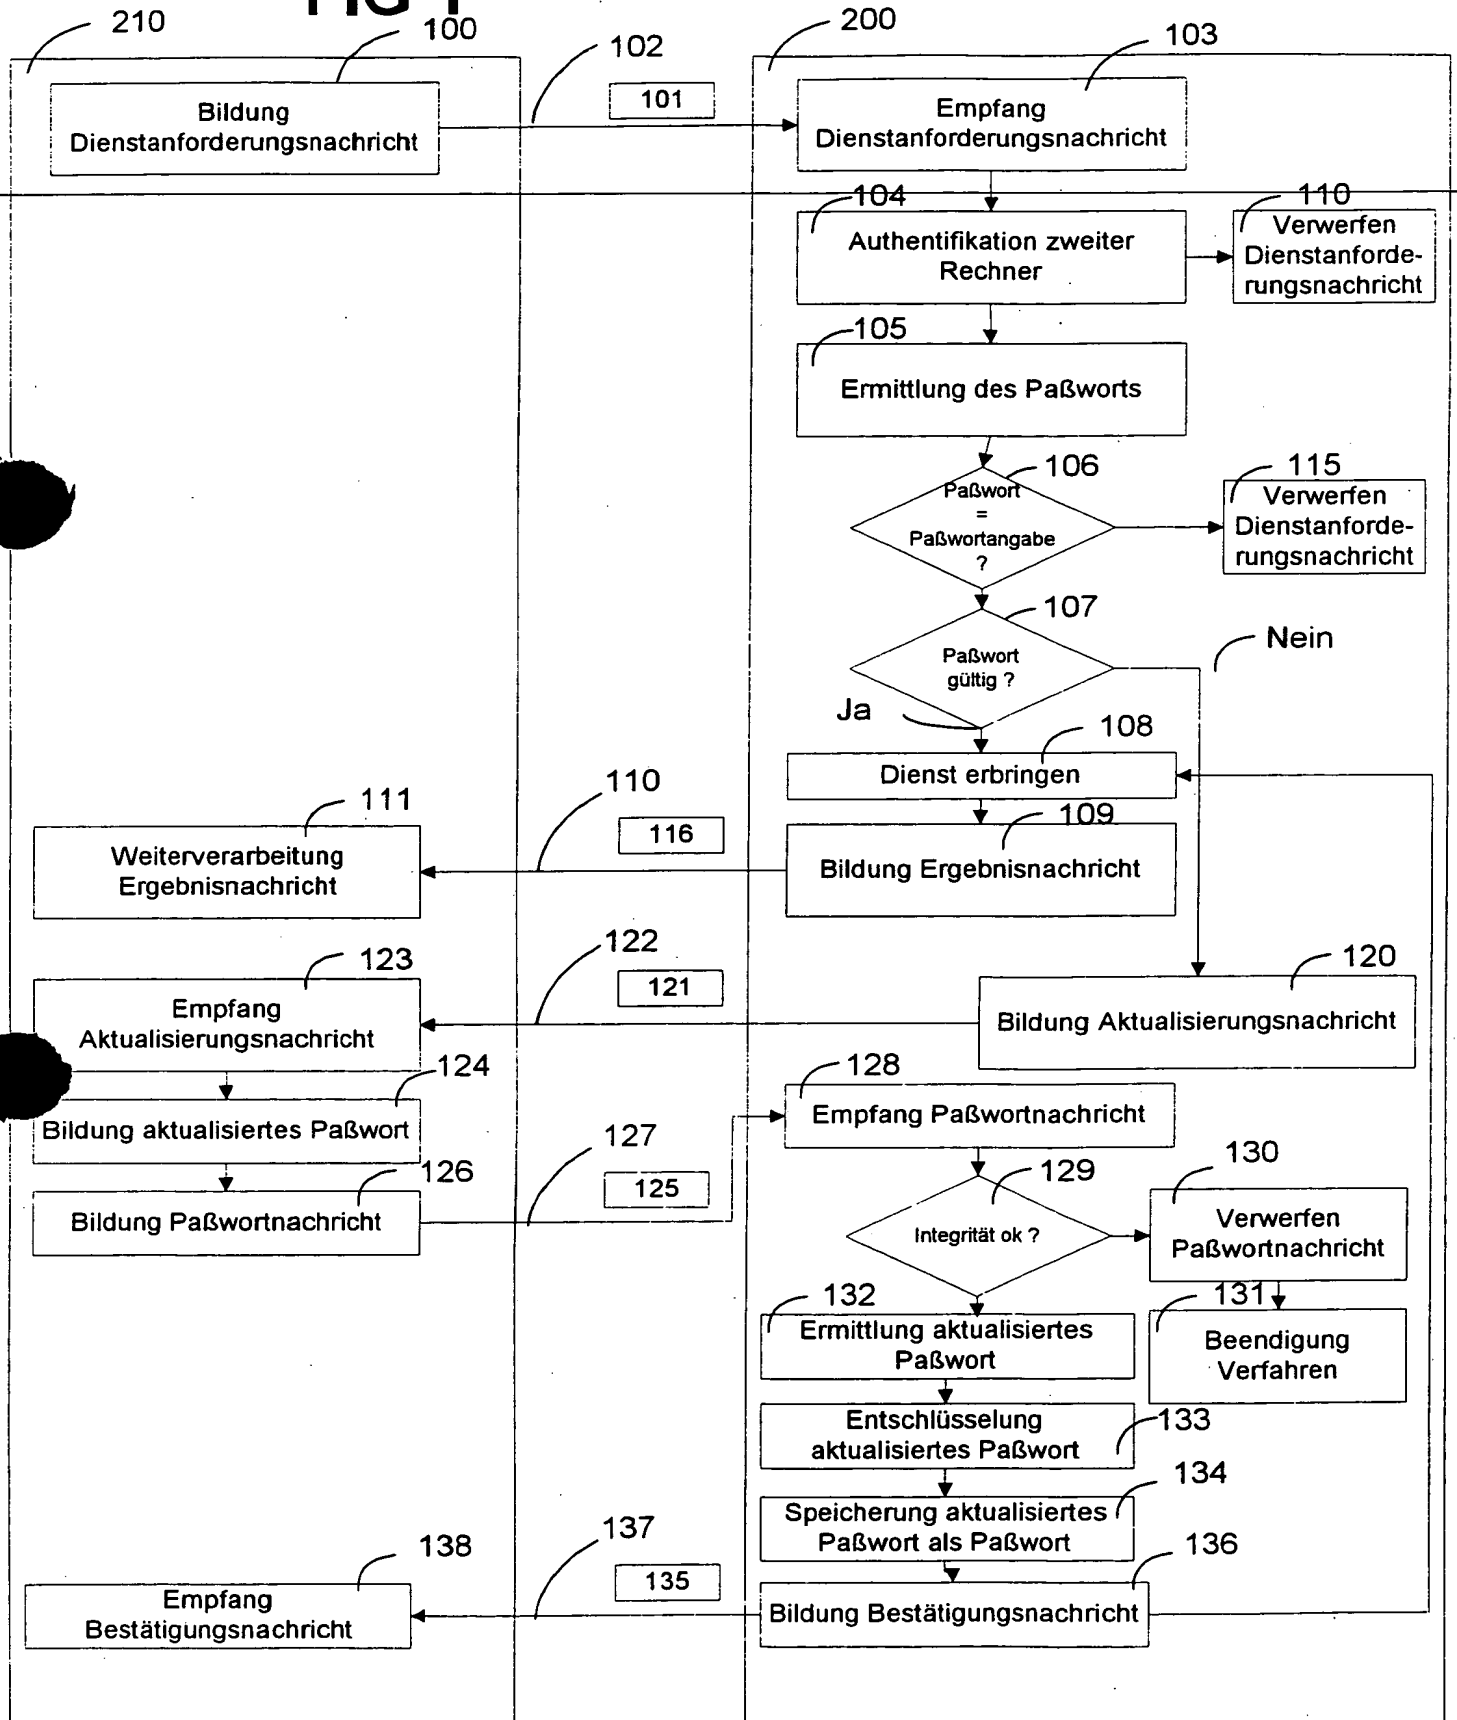 FIG 1
210
100
102
200
103
Bildung
Dienstanforderungsnachricht
101
Empfang
Dienstanforderungsnachricht
104
110
Authentifikation zweiter
Rechner
Verwerfen
Dienstanforde-
rungsnachricht
105
Ermittlung des Paßworts
106
115
Paßwort
=
Paßwortangabe
?
Verwerfen
Dienstanforde-
rungsnachricht
107
Nein
Paßwort
gültig ?
Ja
108
Dienst erbringen
110
111
116
109
Weiterverarbeitung
Ergebnisnachricht
Bildung Ergebnisnachricht
122
123
121
120
Empfang
Aktualisierungsnachricht
Bildung Aktualisierungsnachricht
124
128
Bildung aktualisiertes Paßwort
Empfang Paßwortnachricht
127
126
125
129
130
Bildung Paßwortnachricht
Integrität ok ?
Verwerfen
Paßwortnachricht
132
131
Ermittlung aktualisiertes
Paßwort
Beendigung
Verfahren
Entschlüsselung
aktualisiertes Paßwort
133
134
Speicherung aktualisiertes
Paßwort als Paßwort
137
138
135
136
Empfang
Bestätigungsnachricht
Bildung Bestätigungsnachricht